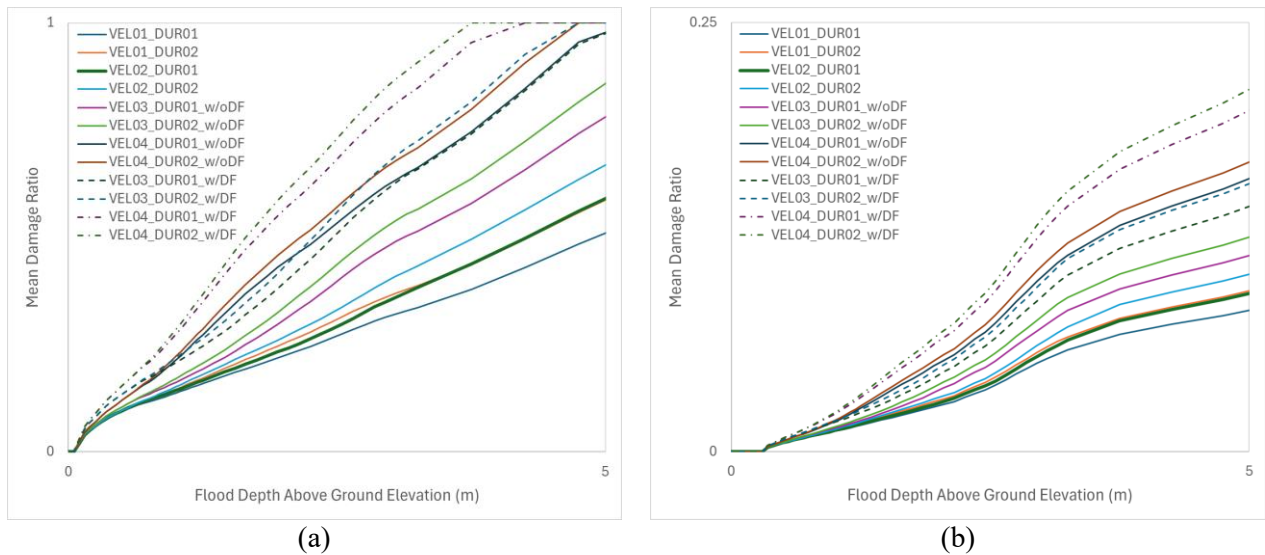 1
VEL01_DUR01
VEL01_DUR02
VEL02_DUR01
VEL02_DUR02
VEL03_DUR01_w/oDF
VEL03_DUR02_w/oDF
VEL04_DUR01_w/oDF
VEL04_DUR02_w/oDF
VEL03_DUR01_w/DF
VEL03_DUR02_w/DF
VEL04_DUR01_w/DF
VEL04_DUR02_w/DF
Mean Damage Ratio
0
0
5
Flood Depth Above Ground Elevation (m)
(a)
0.25
VEL01_DUR01
VEL01_DUR02
VEL02_DUR01
VEL02_DUR02
VEL03_DUR01_w/oDF
VEL03_DUR02_w/oDF
VEL04_DUR01_w/oDF
VEL04_DUR02_w/oDF
VEL03_DUR01_w/DF
VEL03_DUR02_w/DF
VEL04_DUR01_w/DF
VEL04_DUR02_w/DF
Mean Damage Ratio
0
0
5
Flood Depth Above Ground Elevation (m)
(b)